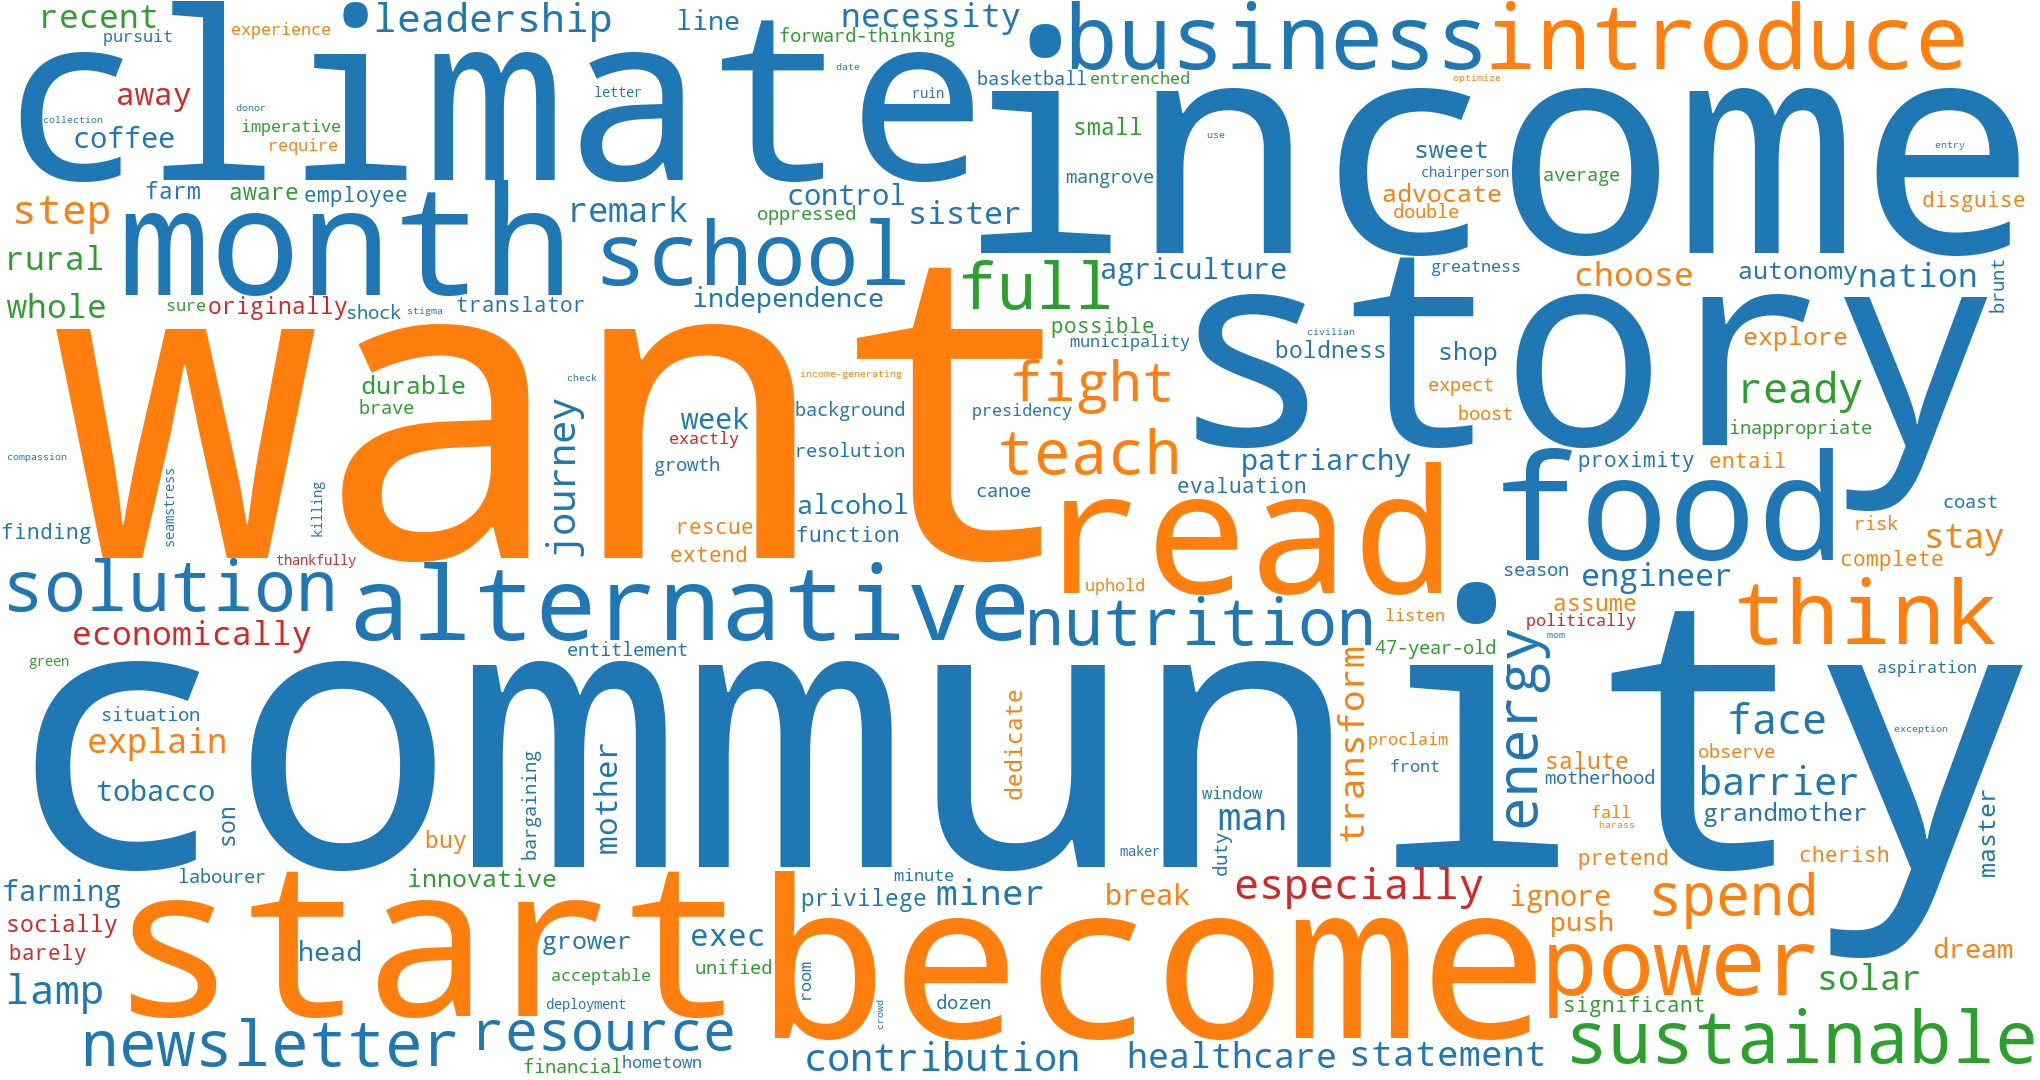 recent
pursuit
experience
leadership
line
necessity
forward-thinking
business
introduce
climate
date
basketball
entrenched
optimize
away
donor
letter
ruin
collection
coffee
imperative
require
small
use
income
sweet
entry
chairperson
average
mangrove
farm
aware
employee
control
advocate
double
disguise
step
month
remark
oppressed
sister
school
rural
full
agriculture
greatness
choose
autonomy
nation
brunt
whole
sure
originally
shock
stigma
translator
independence
possible
municipality
civilian
story
boldness
shop
explore
want
durable
brave
check
income-generating
fight
expect
boost
ready
journey
week
background
presidency
inappropriate
exactly
growth
resolution
teach
patriarchy
food
proximity
entail
compassion
seamstress
killing
canoe
evaluation
read
alcohol
function
coast
finding
rescue
extend
risk
stay
complete
thankfully
solution
alternative
uphold
season
engineer
nutrition
listen
assume
politically
mom
think
economically
entitlement
47-year-old
green
community
energy
aspiration
transform
situation
explain
dedicate
face
exception
proclaim
front
salute
observe
motherhood
barrier
tobacco
bargaining
mother
window
man
grandmother
fall
harass
master
son
buy
duty
maker
pretend
cherish
farming
labourer
innovative
minute
privilege
miner
break
especially
ignore
spend
socially
start
become
push
barely
head
grower
exec
power
dream
lamp
acceptable
unified
room
solar
deployment
crowd
dozen
significant
newsletter
resource
sustainable
financial
hometown
contribution
healthcare
statement